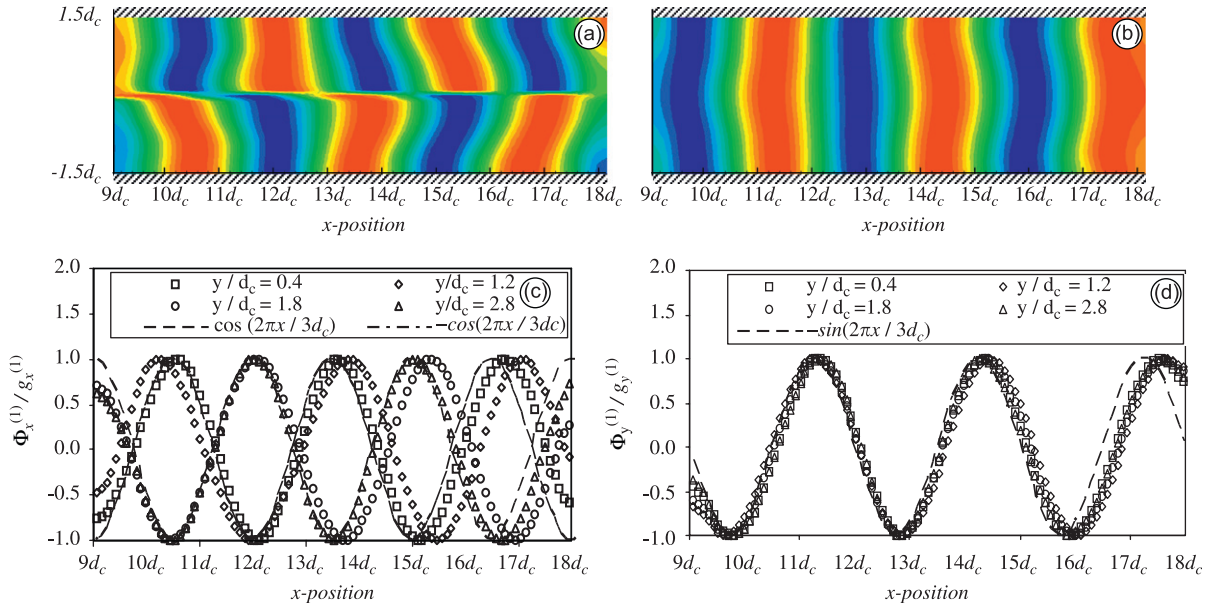 1.5d_c
(a)
-1.5d_c
9d_c 10d_c 11d_c 12d_c 13d_c 14d_c 15d_c 16d_c 17d_c 18d_c
x-position
(b)
9d_c 10d_c 11d_c 12d_c 13d_c 14d_c 15d_c 16d_c 17d_c 18d_c
x-position
2.0
1.5
1.0
0.5
0.0
-0.5
-1.0
Φ_x^(1) / g_x^(1)
(c)
y / d_c = 0.4
y/d_c = 1.2
y / d_c = 1.8
y/d_c = 2.8
cos (2πx / 3d_c)
-cos(2πx / 3dc)
9d_c 10d_c 11d_c 12d_c 13d_c 14d_c 15d_c 16d_c 17d_c 18d_c
x-position
2.0
1.5
1.0
0.5
0.0
-0.5
-1.0
Φ_y^(1) / g_y^(1)
(d)
y / d_c = 0.4
y / d_c = 1.2
y / d_c =1.8
y / d_c = 2.8
-sin(2πx / 3d_c)
9d_c 10d_c 11d_c 12d_c 13d_c 14d_c 15d_c 16d_c 17d_c 18d_c
x-position